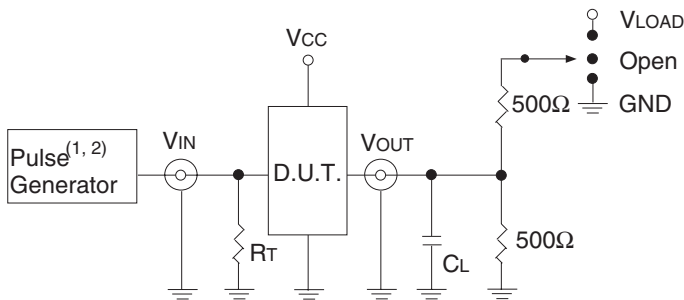 VLOAD
VCC
Open
500Ω
GND
Pulse(1, 2)
Generator
VIN
D.U.T.
VOUT
RT
CL
500Ω